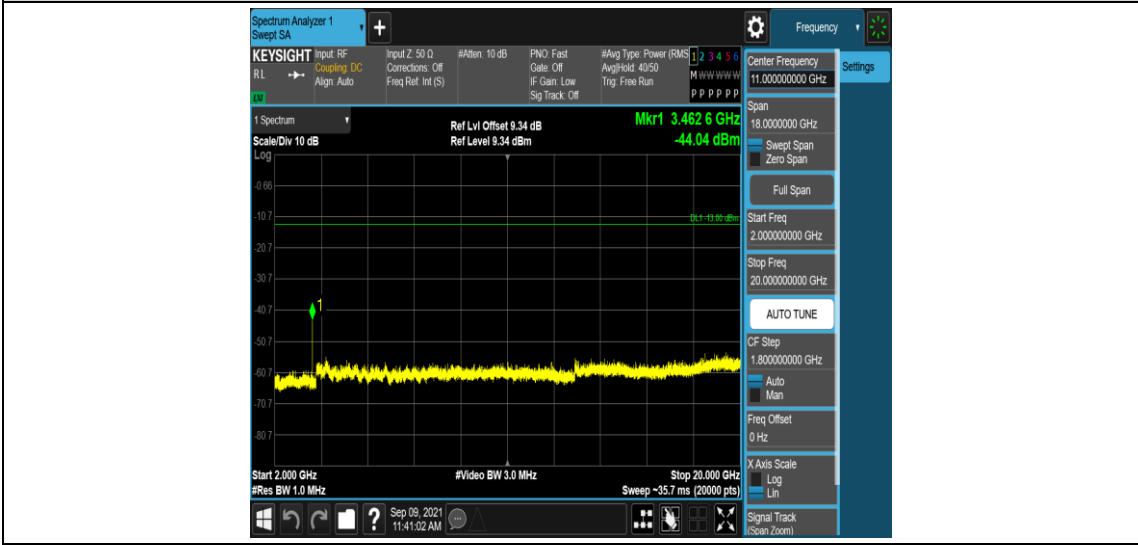 Spectrum Analyzer 1
Swept SA
+
Frequency
KEYSIGHT
RL
LNI
Input: RF
Coupling: DC
Align: Auto
Input Z: 50 Ω
Corrections: Off
Freq Ref: Int (S)
#Atten: 10 dB
PNO: Fast
Gate: Off
IF Gain: Low
Sig Track: Off
#Avg Type: Power (RMS
Avg|Hold: 40/50
Trig: Free Run
1 2 3 4 5 6
M W W W W W
P P P P P P
1 Spectrum
Scale/Div 10 dB
Ref Lvl Offset 9.34 dB
Ref Level 9.34 dBm
Mkr1 3.462 6 GHz
-44.04 dBm
Log
-0.66
-10.7
DL1 -13.00 dBm
-20.7
-30.7
-40.7
1
-50.7
-60.7
-70.7
-80.7
Start 2.000 GHz
#Video BW 3.0 MHz
Stop 20.000 GHz
#Res BW 1.0 MHz
Sweep ~35.7 ms (20000 pts)
?
Sep 09, 2021
11:41:02 AM
Center Frequency
11.000000000 GHz
Settings
Span
18.0000000 GHz
Swept Span
Zero Span
Full Span
Start Freq
2.000000000 GHz
Stop Freq
20.000000000 GHz
AUTO TUNE
CF Step
1.800000000 GHz
Auto
Man
Freq Offset
0 Hz
X Axis Scale
Log
Lin
Signal Track
(Span Zoom)